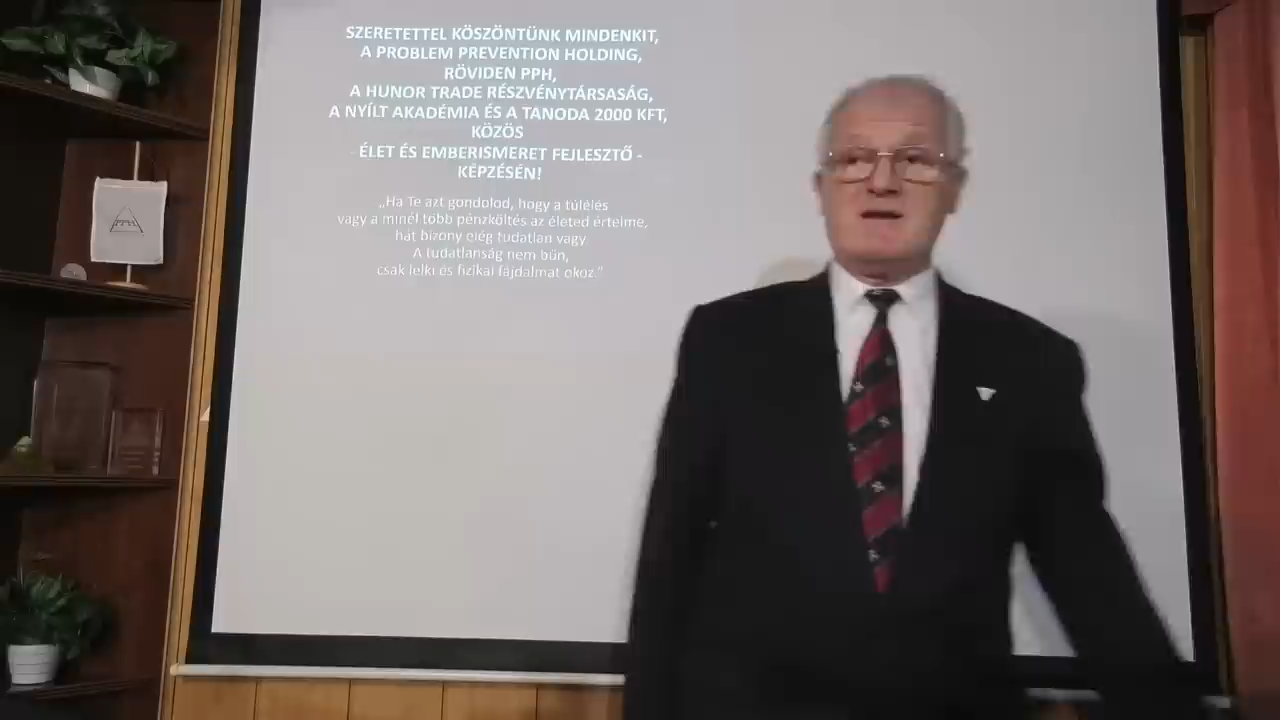 SZERETETTEL KÖSZÖNTÜNK MINDENKIT,
A PROBLEM PREVENTION HOLDING,
RÖVIDEN PPH,
A HUNOR TRADE RÉSZVÉNYTÁRSASÁG,
A NYÍLT AKADÉMIA ÉS A TANODA 2000 KFT,
KÖZÖS
- ÉLET ÉS EMBERISMERET FEJLESZTŐ -
KÉPZÉSÉN!
„Ha Te azt gondolod, hogy a túlélés
vagy a minél több pénzköltés az életed értelme,
hát bizony elég tudatlan vagy.
A tudatlanság nem bűn,
csak lelki és fizikai fájdalmat okoz.”